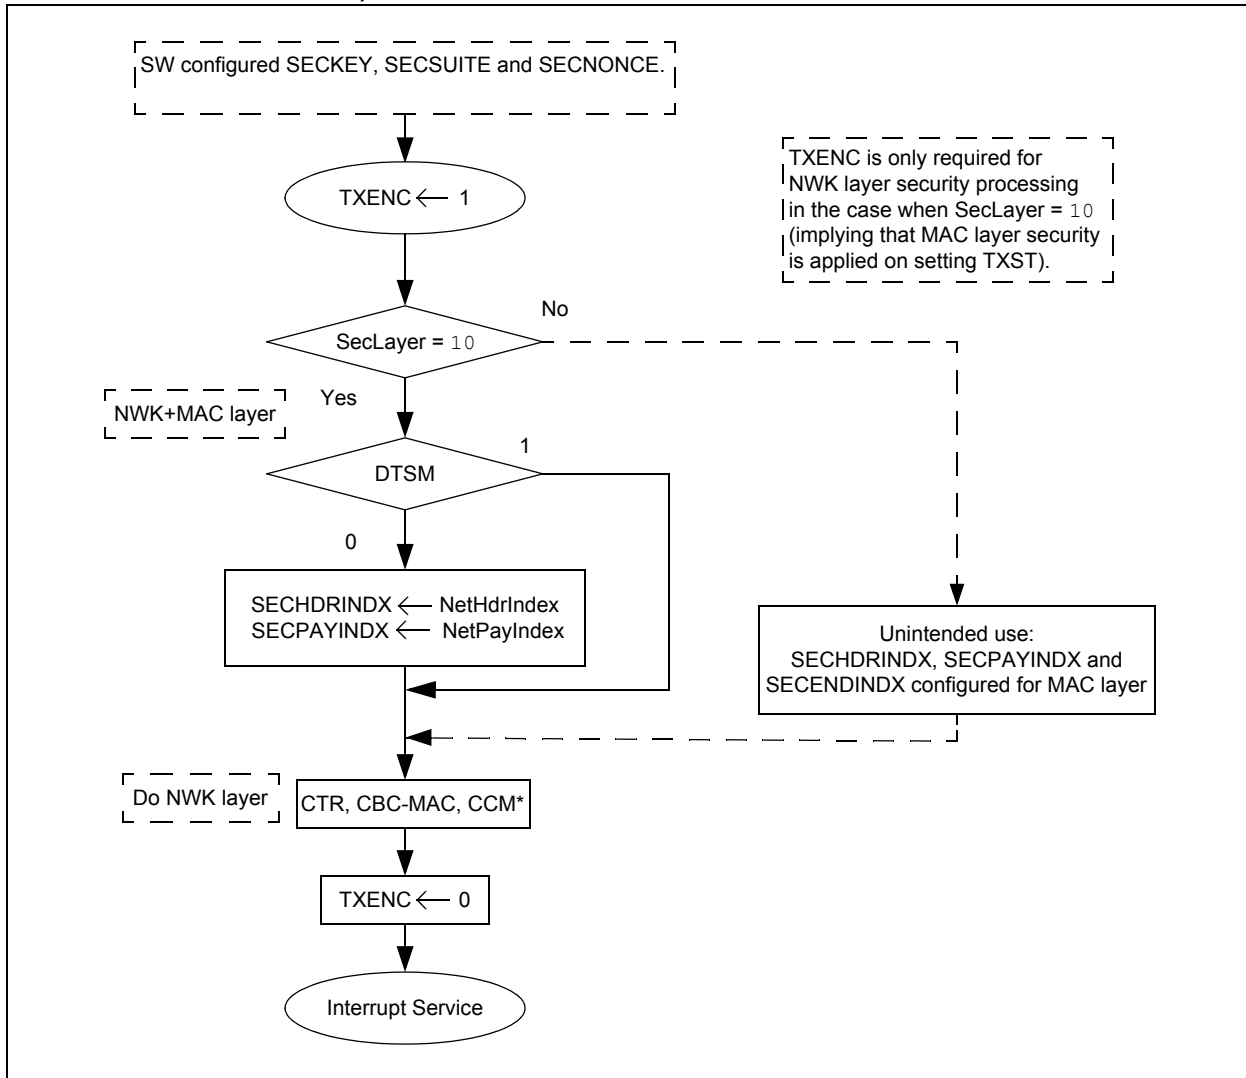 SW configured SECKEY, SECSUITE and SECNONCE.
TXENC ← 1
TXENC is only required for
NWK layer security processing
in the case when SecLayer = 10
(implying that MAC layer security
is applied on setting TXST).
No
SecLayer = 10
Yes
NWK+MAC layer
1
DTSM
0
SECHDRINDX ← NetHdrIndex
SECPAYINDX ← NetPayIndex
Unintended use:
SECHDRINDX, SECPAYINDX and
SECENDINDX configured for MAC layer
Do NWK layer
CTR, CBC-MAC, CCM*
TXENC ← 0
Interrupt Service